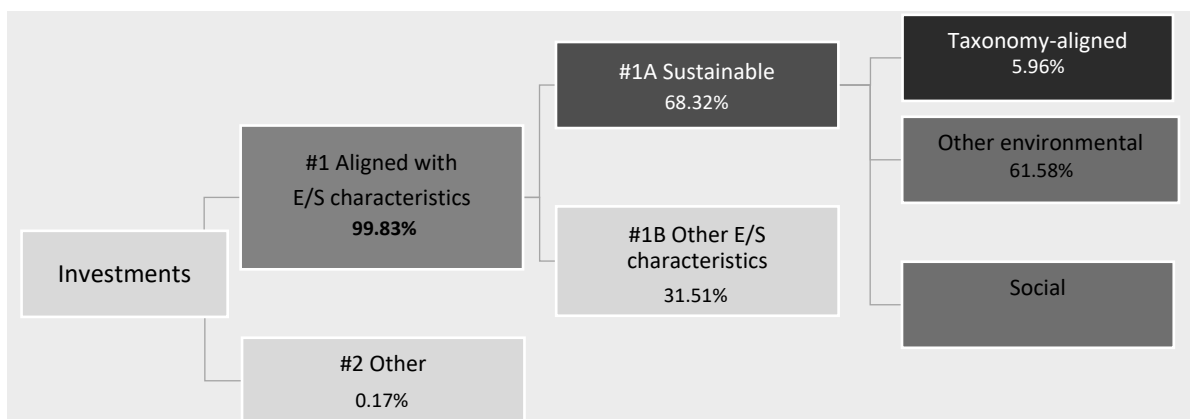 Investments
#1 Aligned with
E/S characteristics
99.83%
#2 Other
0.17%
#1A Sustainable
68.32%
#1B Other E/S
characteristics
31.51%
Taxonomy-aligned
5.96%
Other environmental
61.58%
Social